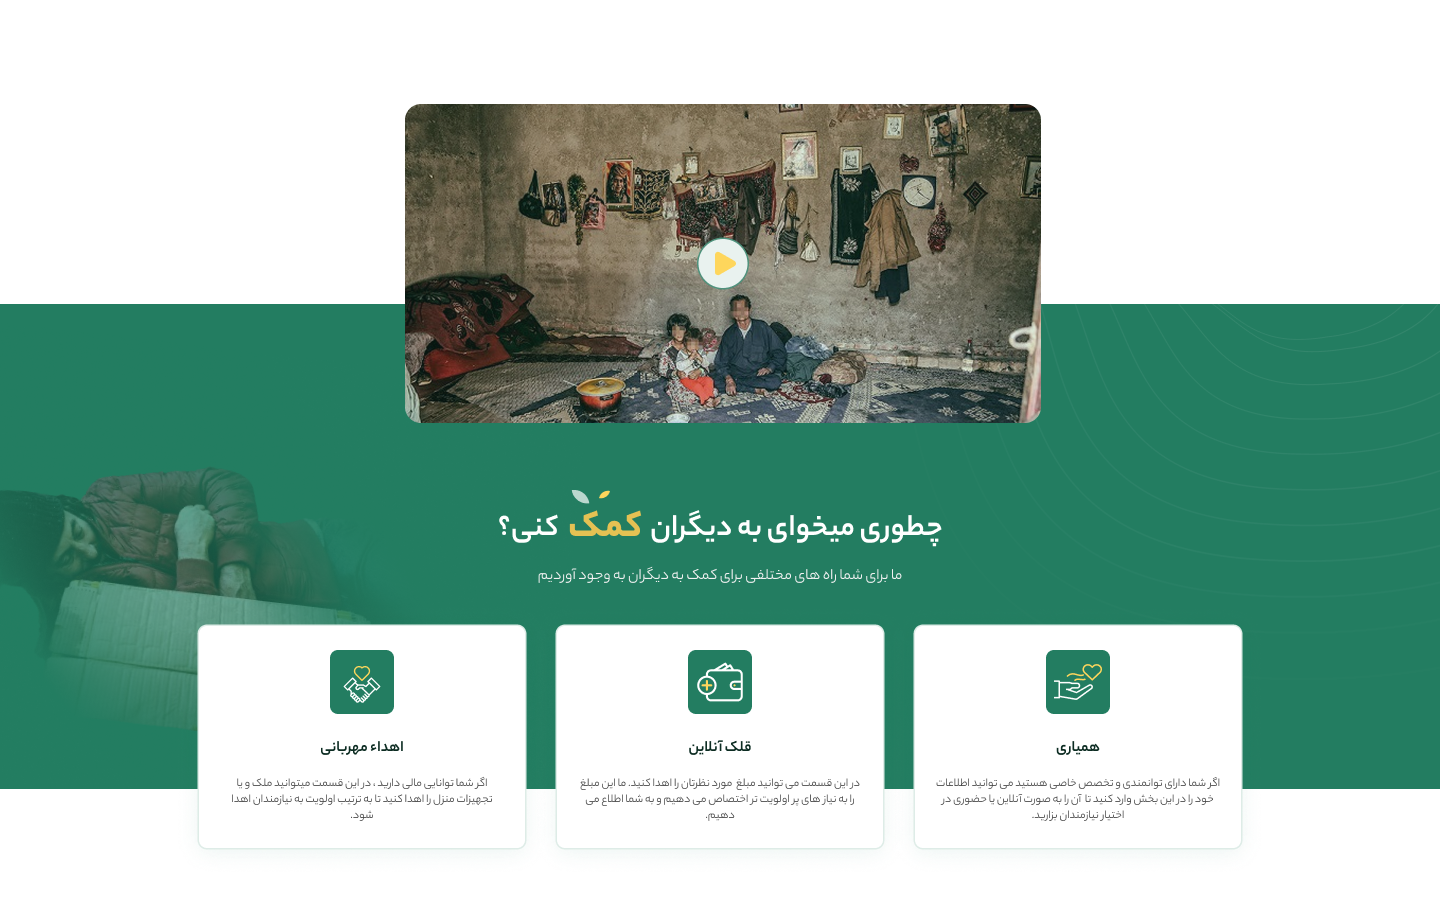 چطوری میخوای به دیگران کمک کنی؟
ما برای شما راه های مختلفی برای کمک به دیگران به وجود آوردیم
همیاری
اگر شما دارای توانمندی و تخصص خاصی هستید می توانید اطلاعات
خود را در این بخش وارد کنید تا آن را به صورت آنلاین یا حضوری در
اختیار نیازمندان بزارید.
قلک آنلاین
در این قسمت می توانید مبلغ مورد نظرتان را اهدا کنید. ما این مبلغ
را به نیاز های پر اولویت تر اختصاص می دهیم و به شما اطلاع می
دهیم.
اهداء مهربانی
اگر شما توانایی مالی دارید ، در این قسمت میتوانید ملک و یا
تجهیزات منزل را اهدا کنید تا به ترتیب اولویت به نیازمندان اهدا
شود.